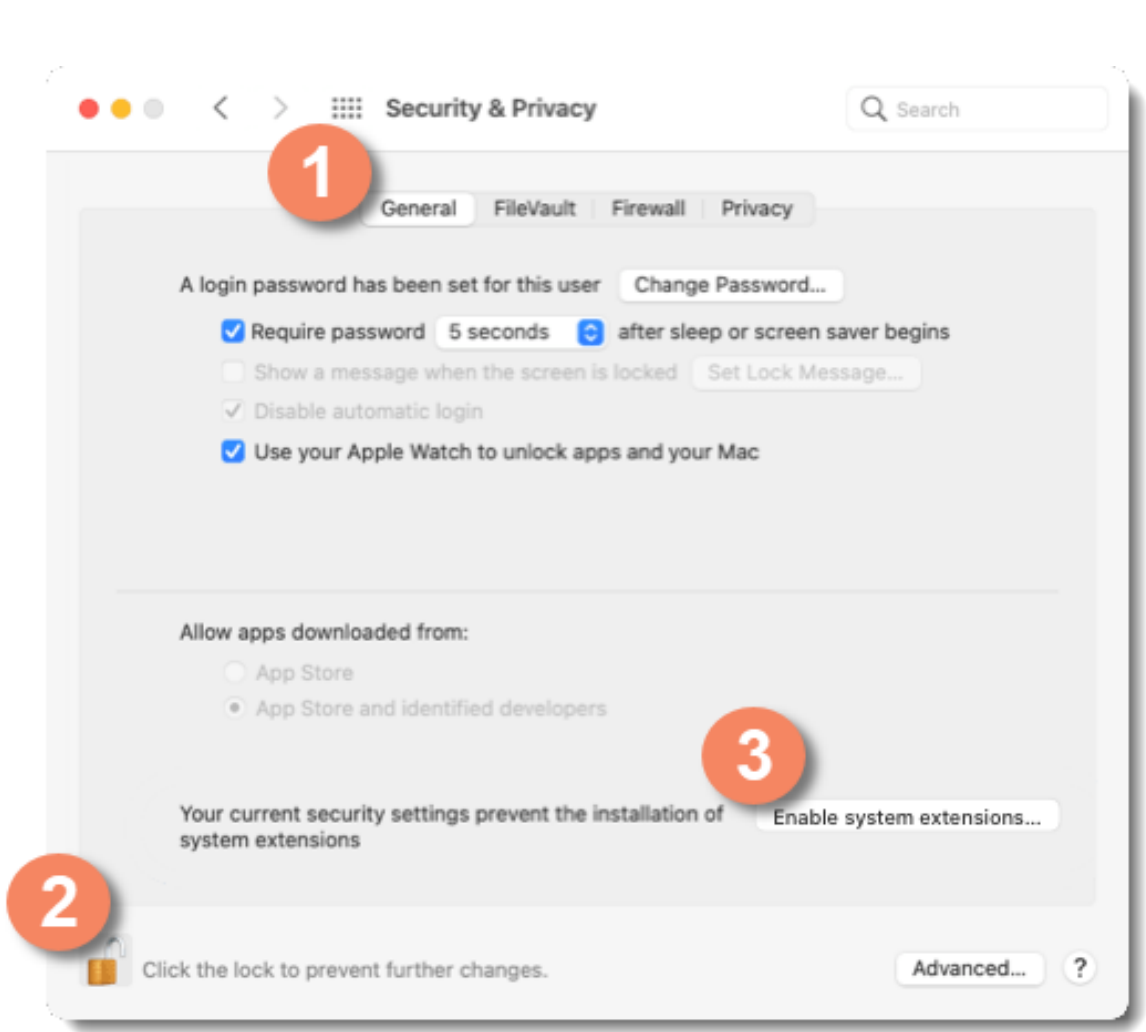 Security & Privacy
Search
1
General FileVault Firewall Privacy
A login password has been set for this user Change Password...
Require password 5 seconds after sleep or screen saver begins
Show a message when the screen is locked Set Lock Message...
Disable automatic login
Use your Apple Watch to unlock apps and your Mac
Allow apps downloaded from:
App Store
App Store and identified developers
3
Your current security settings prevent the installation of Enable system extensions...
system extensions
2
Click the lock to prevent further changes. Advanced... ?